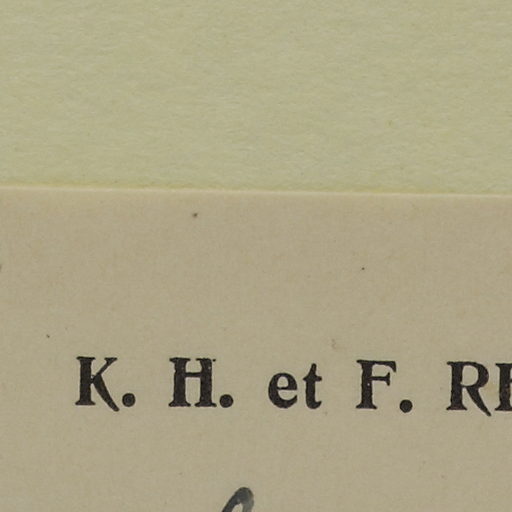 K. H. et F.